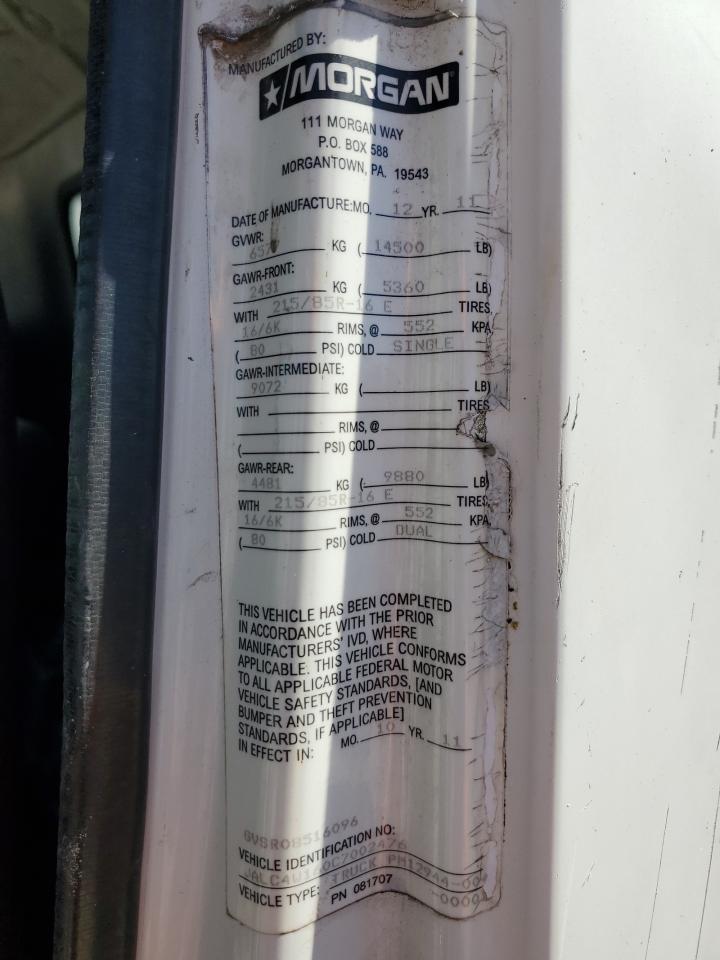 MANUFACTURED BY:
MORGAN
111 MORGAN WAY
P.O. BOX 588
MORGANTOWN, PA. 19543
DATE OF MANUFACTURE: MO. 12 YR. 11
GVWR:
KG ( 14500 LB)
GAWR-FRONT:
2431 KG ( 5360 LB)
WITH 215/85R-16 E TIRES,
16/6K RIMS, @ 552 KPA
( 80 PSI) COLD SINGLE
GAWR-INTERMEDIATE:
9072 KG ( LB)
WITH TIRES
RIMS, @
( PSI) COLD
GAWR-REAR:
4481 KG ( 9880 LB)
WITH 215/85R-16 E TIRES,
16/6K RIMS, @ 552 KPA
( 80 PSI) COLD DUAL
THIS VEHICLE HAS BEEN COMPLETED
IN ACCORDANCE WITH THE PRIOR
MANUFACTURERS' IVD, WHERE
APPLICABLE. THIS VEHICLE CONFORMS
TO ALL APPLICABLE FEDERAL MOTOR
VEHICLE SAFETY STANDARDS, [AND
BUMPER AND THEFT PREVENTION
STANDARDS, IF APPLICABLE]
IN EFFECT IN: MO. 10 YR. 11
GVSR08516096
VEHICLE IDENTIFICATION NO:
JALC4W160C7002476
VEHICLE TYPE: TRUCK
PN 081707